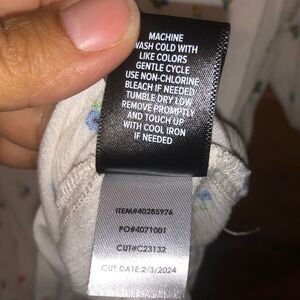 MACHINE
WASH COLD WITH
LIKE COLORS
GENTLE CYCLE
USE NON-CHLORINE
BLEACH IF NEEDED
TUMBLE DRY LOW
REMOVE PROMPTLY
AND TOUCH UP
WITH COOL IRON
IF NEEDED
ITEM#40285976
PO#4071001
CUT#C23132
CUT DATE:2/3/2024